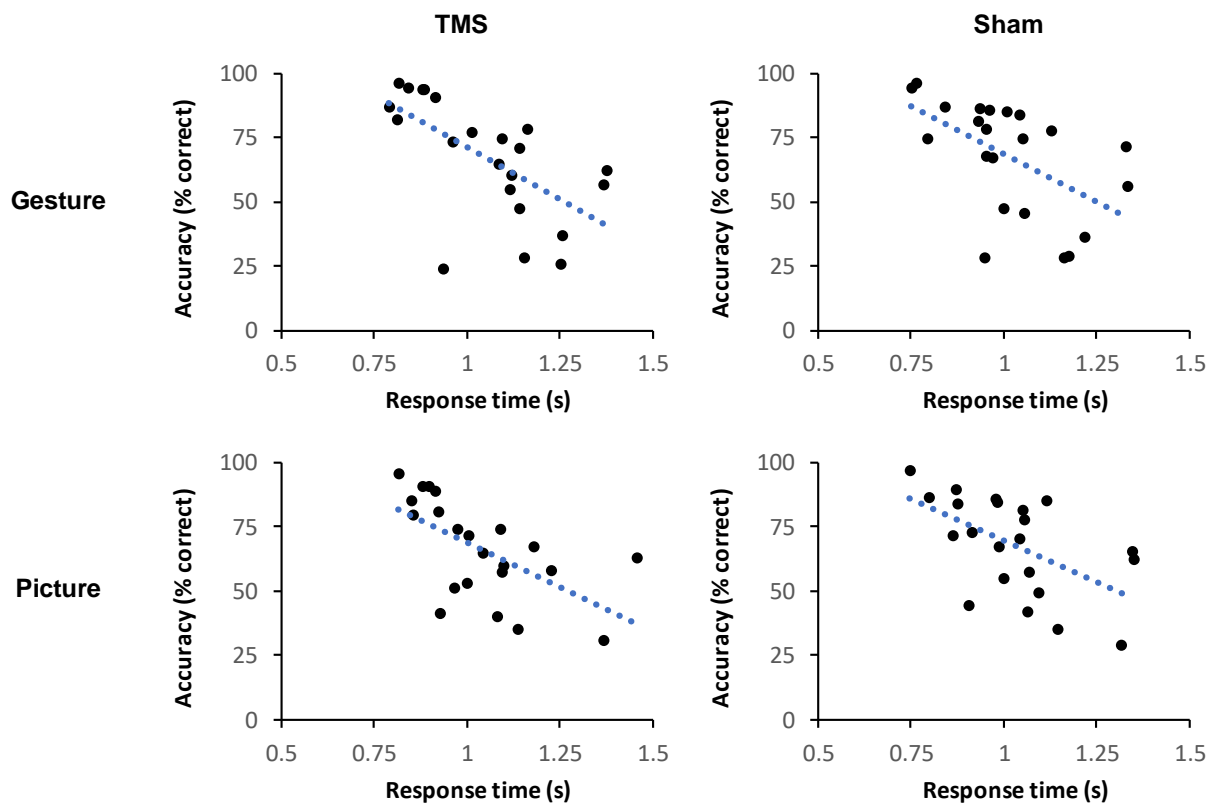 TMS
Sham
Gesture
Accuracy (% correct)
100
75
50
25
0
0.5 0.75 1 1.25 1.5
Response time (s)
Accuracy (% correct)
100
75
50
25
0
0.5 0.75 1 1.25 1.5
Response time (s)
Picture
Accuracy (% correct)
100
75
50
25
0
0.5 0.75 1 1.25 1.5
Response time (s)
Accuracy (% correct)
100
75
50
25
0
0.5 0.75 1 1.25 1.5
Response time (s)